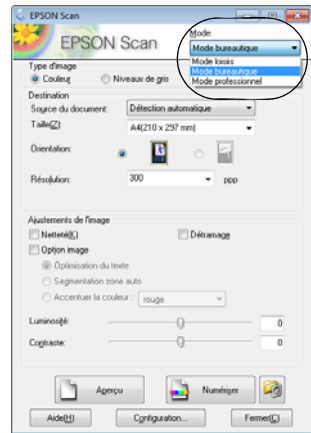 EPSON Scan
EPSON Scan
Mode:
Mode bureautique
Mode loisirs
Mode bureautique
Mode professionnel
Type d'image
Couleur
Niveaux de gris
Destination
Source du document:
Détection automatique
Taille(Z):
A4(210 x 297 mm)
Orientation:
Résolution:
300
ppp
Ajustements de l'image
Netteté(K)
Détramage
Option image
Optimisation du texte
Segmentation zone auto
Accentuer la couleur :
rouge
Luminosité:
0
Contraste:
0
Aperçu
Numériser
Aide(H)
Configuration...
Fermer(C)